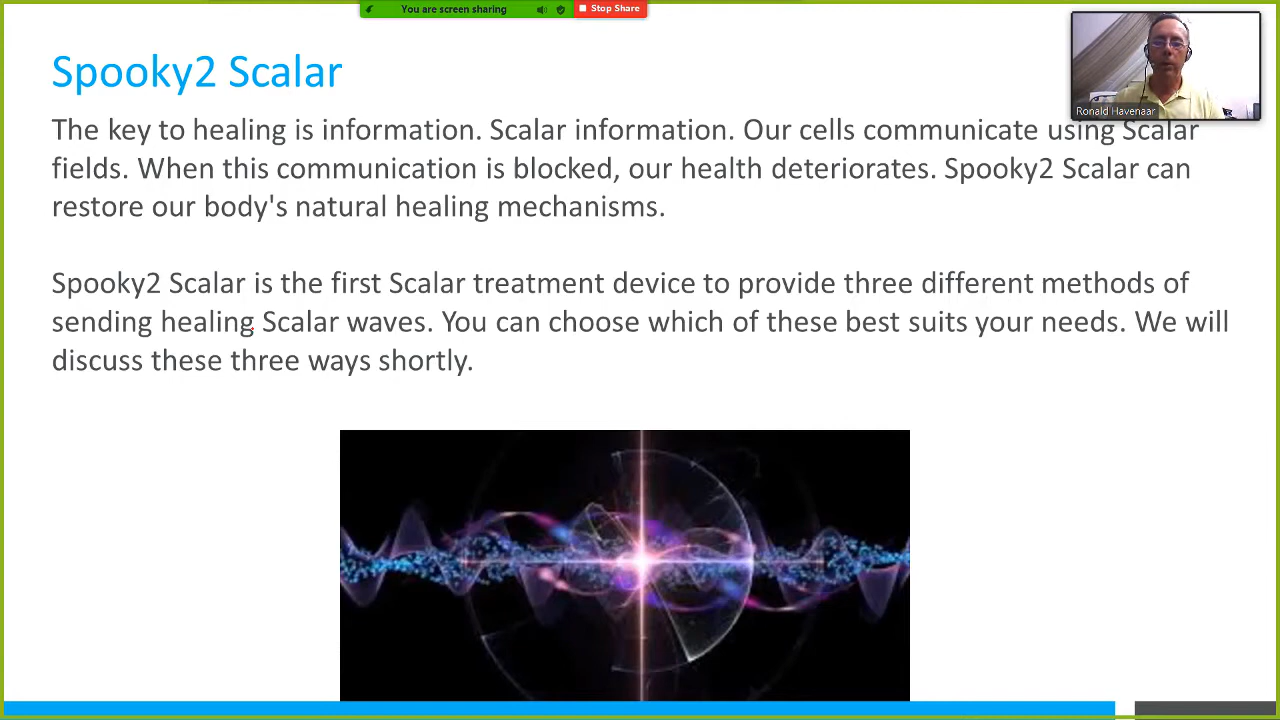 You are screen sharing
Stop Share
Spooky2 Scalar
Ronald Havenaar
The key to healing is information. Scalar information. Our cells communicate using Scalar
fields. When this communication is blocked, our health deteriorates. Spooky2 Scalar can
restore our body's natural healing mechanisms.
Spooky2 Scalar is the first Scalar treatment device to provide three different methods of
sending healing Scalar waves. You can choose which of these best suits your needs. We will
discuss these three ways shortly.